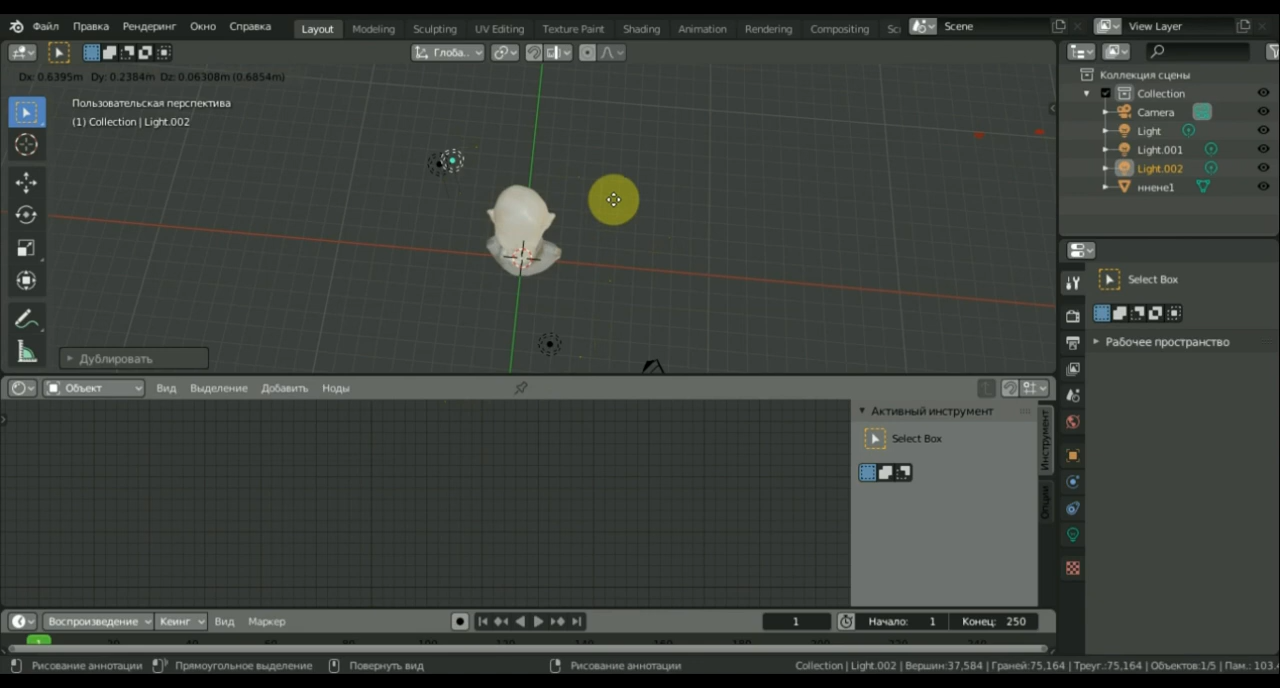 Файл Правка Рендеринг Окно Справка Layout Modeling Sculpting UV Editing Texture Paint Shading Animation Rendering Compositing Sc Scene View Layer
Глоба..
Dx: 0.6395m Dy: 0.2384m Dz: 0.06308m (0.6854m)
Пользовательская перспектива
(1) Collection | Light.002
Дублировать
Коллекция сцены
Collection
Camera
Light
Light.001
Light.002
ннене1
Select Box
Рабочее пространство
Объект Вид Выделение Добавить Ноды
Активный инструмент
Select Box
Инструмент
Опции
Воспроизведение Кеинг Вид Маркер 1 Начало: 1 Конец: 250
1
Рисование аннотации Прямоугольное выделение Повернуть вид Рисование аннотации Collection | Light.002 | Вершин:37,584 | Граней:75,164 | Треуг.:75,164 | Объектов:1/5 | Пам.: 103.